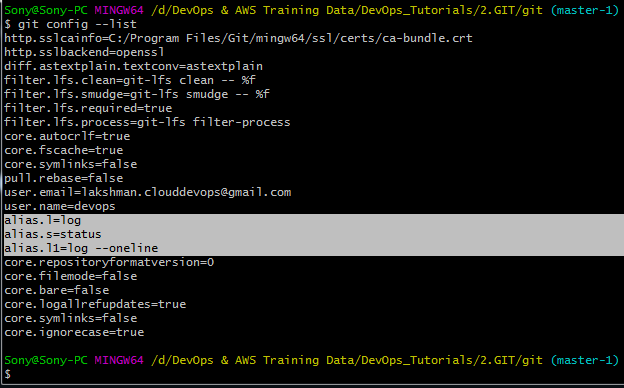 Sony@Sony-PC MINGW64 /d/DevOps & AWS Training Data/DevOps_Tutorials/2.GIT/git (master-1)
$ git config --list
http.sslcainfo=C:/Program Files/Git/mingw64/ssl/certs/ca-bundle.crt
http.sslbackend=openssl
diff.astextplain.textconv=astextplain
filter.lfs.clean=git-lfs clean -- %f
filter.lfs.smudge=git-lfs smudge -- %f
filter.lfs.required=true
filter.lfs.process=git-lfs filter-process
core.autocrlf=true
core.fscache=true
core.symlinks=false
pull.rebase=false
user.email=lakshman.clouddevops@gmail.com
user.name=devops
alias.l=log
alias.s=status
alias.l1=log --oneline
core.repositoryformatversion=0
core.filemode=false
core.bare=false
core.logallrefupdates=true
core.symlinks=false
core.ignorecase=true
Sony@Sony-PC MINGW64 /d/DevOps & AWS Training Data/DevOps_Tutorials/2.GIT/git (master-1)
$